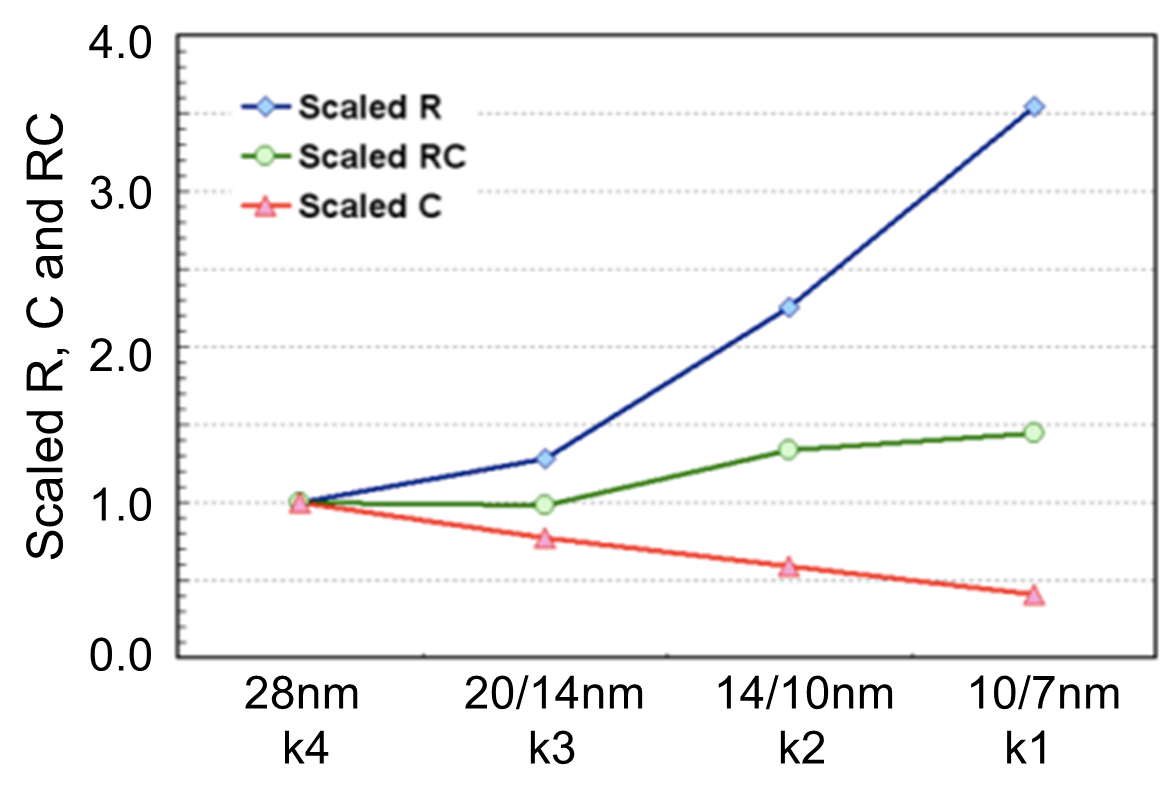 Scaled R, C and RC
4.0
3.0
2.0
1.0
0.0
Scaled R
Scaled RC
Scaled C
28nm 20/14nm 14/10nm 10/7nm
k4 k3 k2 k1